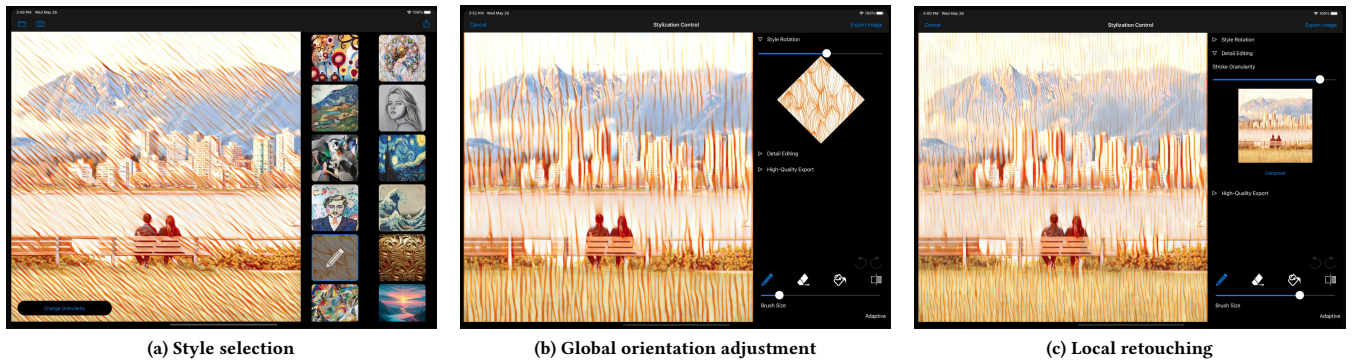 3:49 PM Wed May 26
100%
Change Granularity
(a) Style selection
3:52 PM Wed May 26
100%
Cancel
Stylization Control
Export Image
Style Rotation
Detail Editing
High-Quality Export
Brush Size
Adaptive
(b) Global orientation adjustment
4:00 PM Wed May 26
100%
Cancel
Stylization Control
Export Image
Style Rotation
Detail Editing
Stroke Granularity
Compose
High-Quality Export
Brush Size
Adaptive
(c) Local retouching